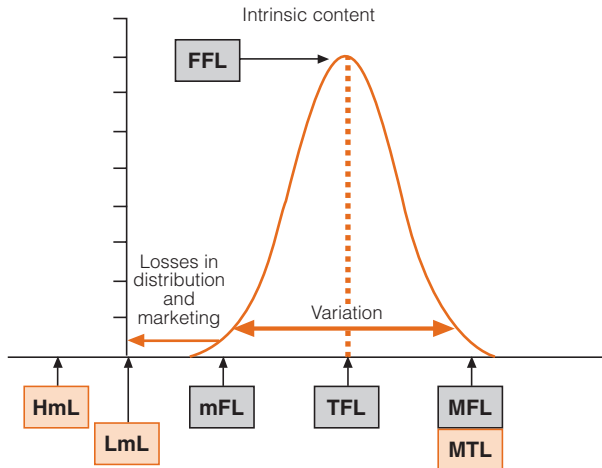 Intrinsic content
FFL
Losses in
distribution
and
marketing
Variation
HmL
LmL
mFL
TFL
MFL
MTL